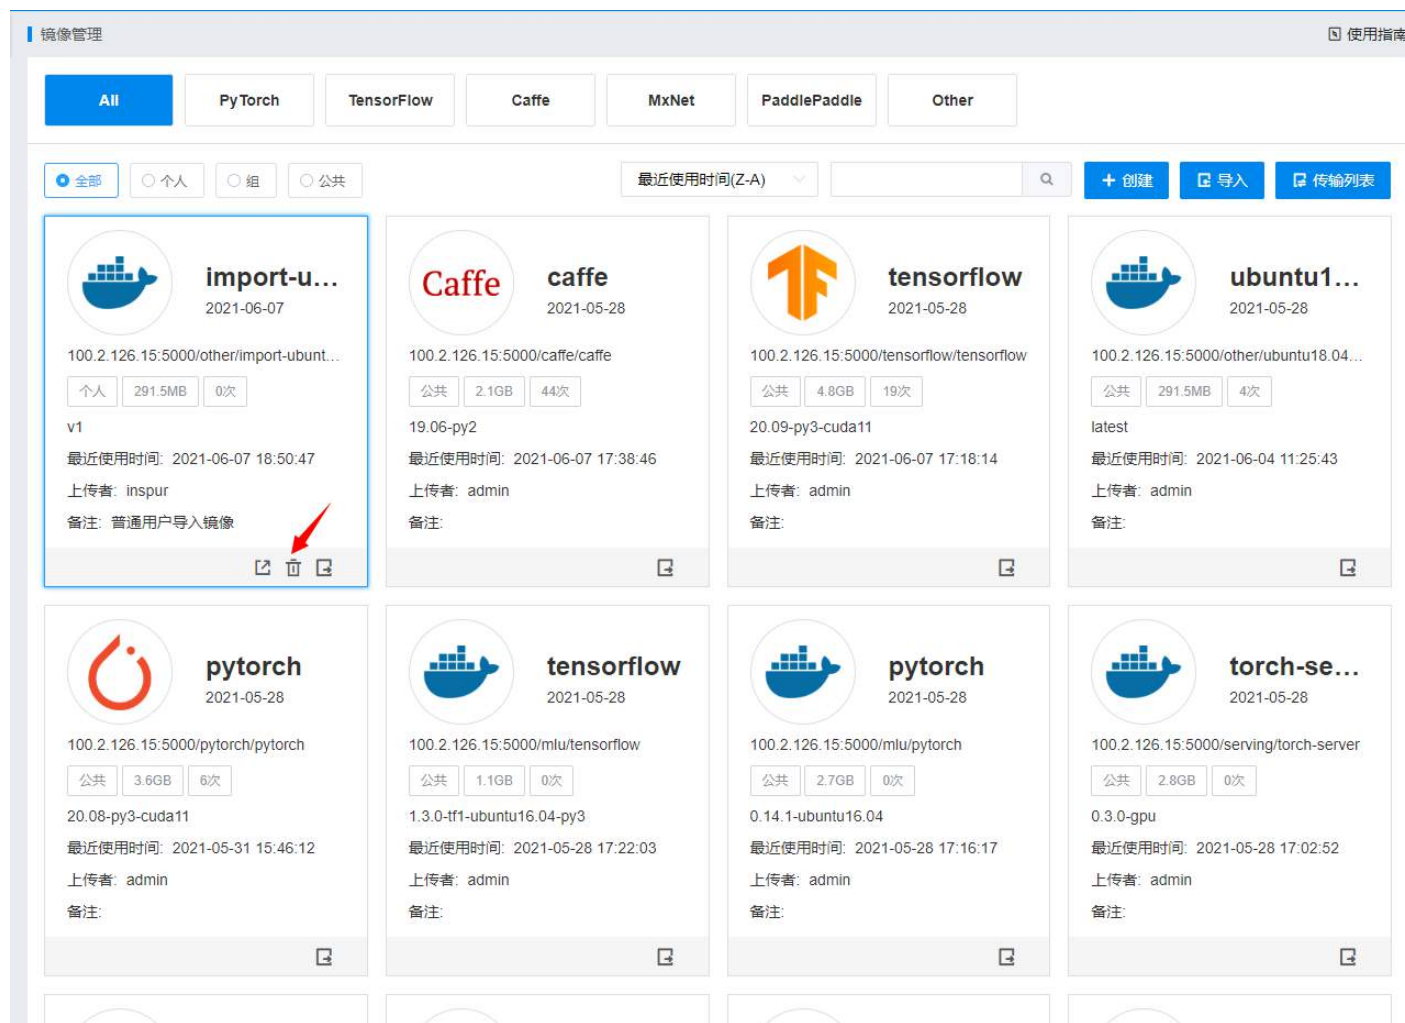 镜像管理
使用指南
All
PyTorch
TensorFlow
Caffe
MxNet
PaddlePaddle
Other
全部
个人
组
公共
最近使用时间(Z-A)
创建
导入
传输列表
import-u...
2021-06-07
100.2.126.15:5000/other/import-ubunt...
个人 291.5MB 0次
v1
最近使用时间: 2021-06-07 18:50:47
上传者: inspur
备注: 普通用户导入镜像
Caffe
caffe
2021-05-28
100.2.126.15:5000/caffe/caffe
公共 2.1GB 44次
19.06-py2
最近使用时间: 2021-06-07 17:38:46
上传者: admin
备注:
tensorflow
2021-05-28
100.2.126.15:5000/tensorflow/tensorflow
公共 4.8GB 19次
20.09-py3-cuda11
最近使用时间: 2021-06-07 17:18:14
上传者: admin
备注:
ubuntu1...
2021-05-28
100.2.126.15:5000/other/ubuntu18.04...
公共 291.5MB 4次
latest
最近使用时间: 2021-06-04 11:25:43
上传者: admin
备注:
pytorch
2021-05-28
100.2.126.15:5000/pytorch/pytorch
公共 3.6GB 6次
20.08-py3-cuda11
最近使用时间: 2021-05-31 15:46:12
上传者: admin
备注:
tensorflow
2021-05-28
100.2.126.15:5000/mlu/tensorflow
公共 1.1GB 0次
1.3.0-tf1-ubuntu16.04-py3
最近使用时间: 2021-05-28 17:22:03
上传者: admin
备注:
pytorch
2021-05-28
100.2.126.15:5000/mlu/pytorch
公共 2.7GB 0次
0.14.1-ubuntu16.04
最近使用时间: 2021-05-28 17:16:17
上传者: admin
备注:
torch-se...
2021-05-28
100.2.126.15:5000/serving/torch-server
公共 2.8GB 0次
0.3.0-gpu
最近使用时间: 2021-05-28 17:02:52
上传者: admin
备注: